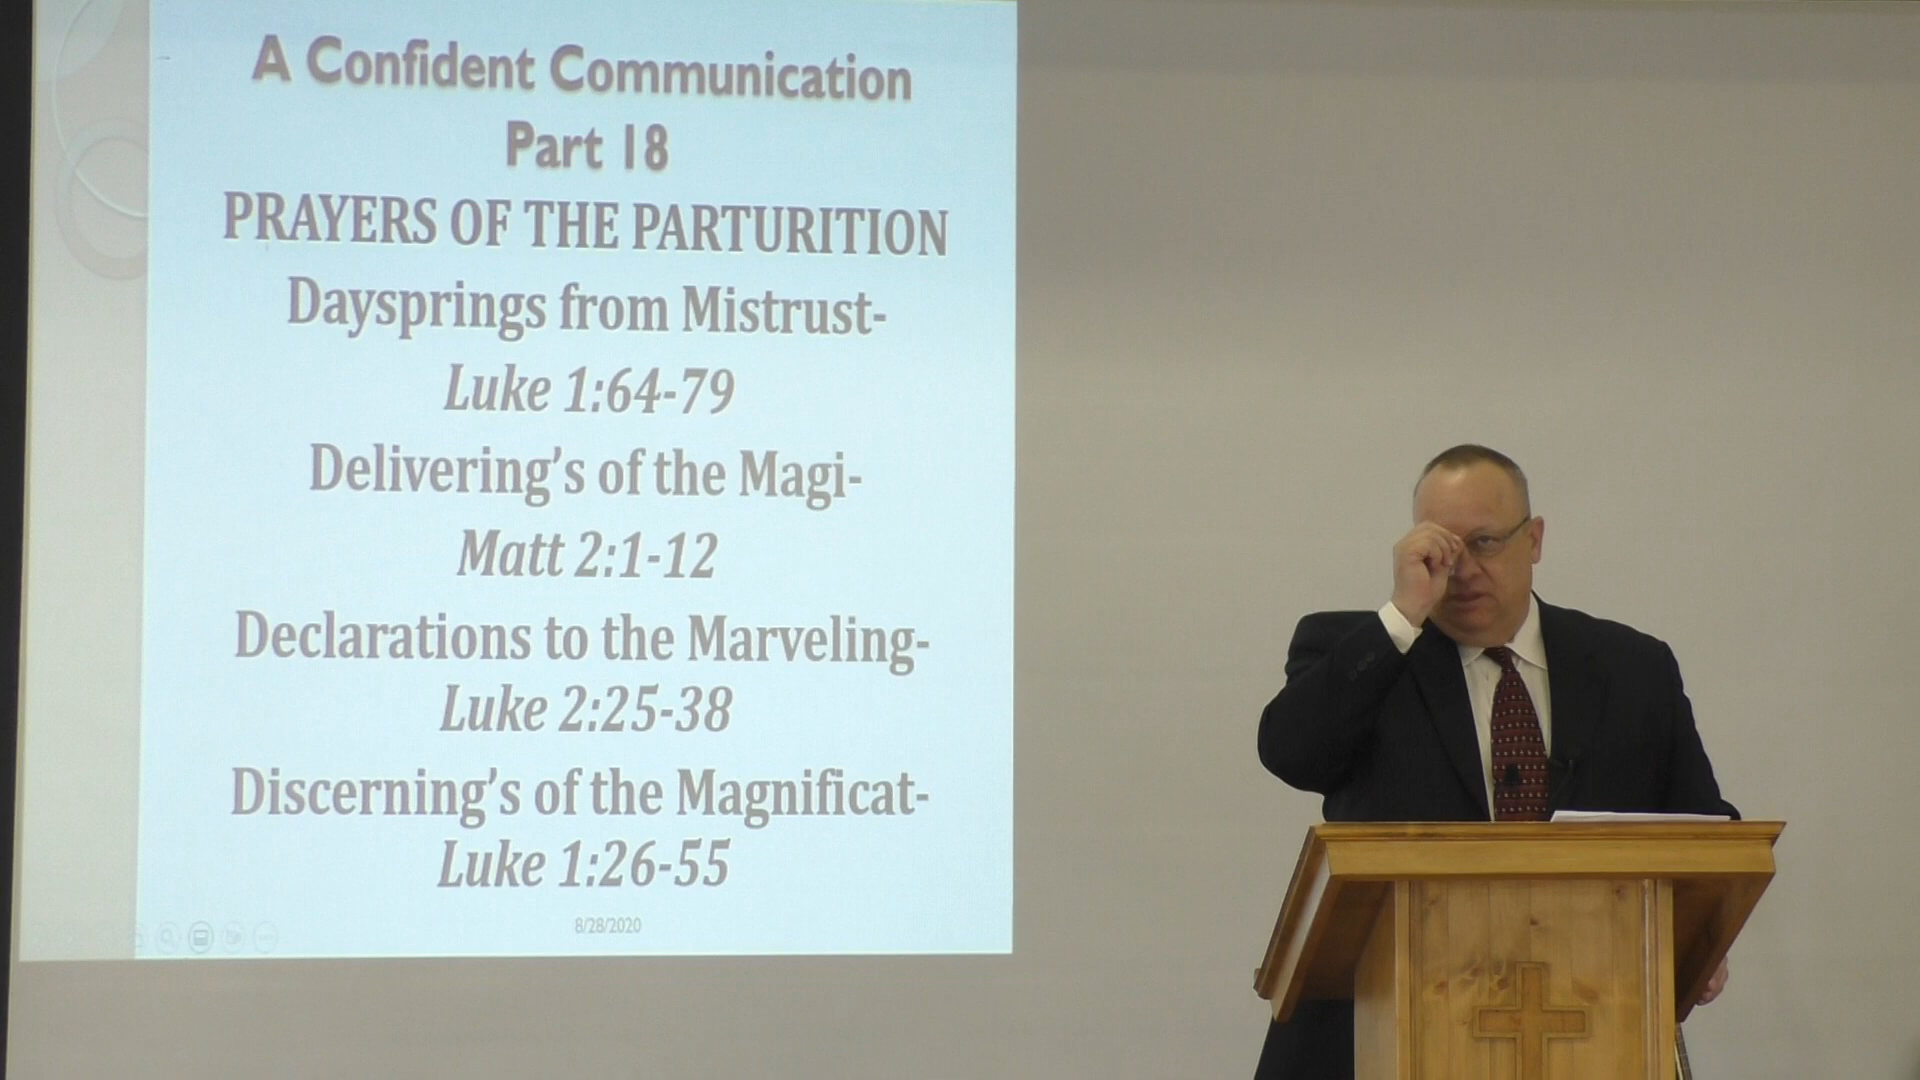 A Confident Communication
Part 18
PRAYERS OF THE PARTURITION
Daysprings from Mistrust-
Luke 1:64-79
Delivering’s of the Magi-
Matt 2:1-12
Declarations to the Marveling-
Luke 2:25-38
Discerning’s of the Magnificat-
Luke 1:26-55
8/28/2020